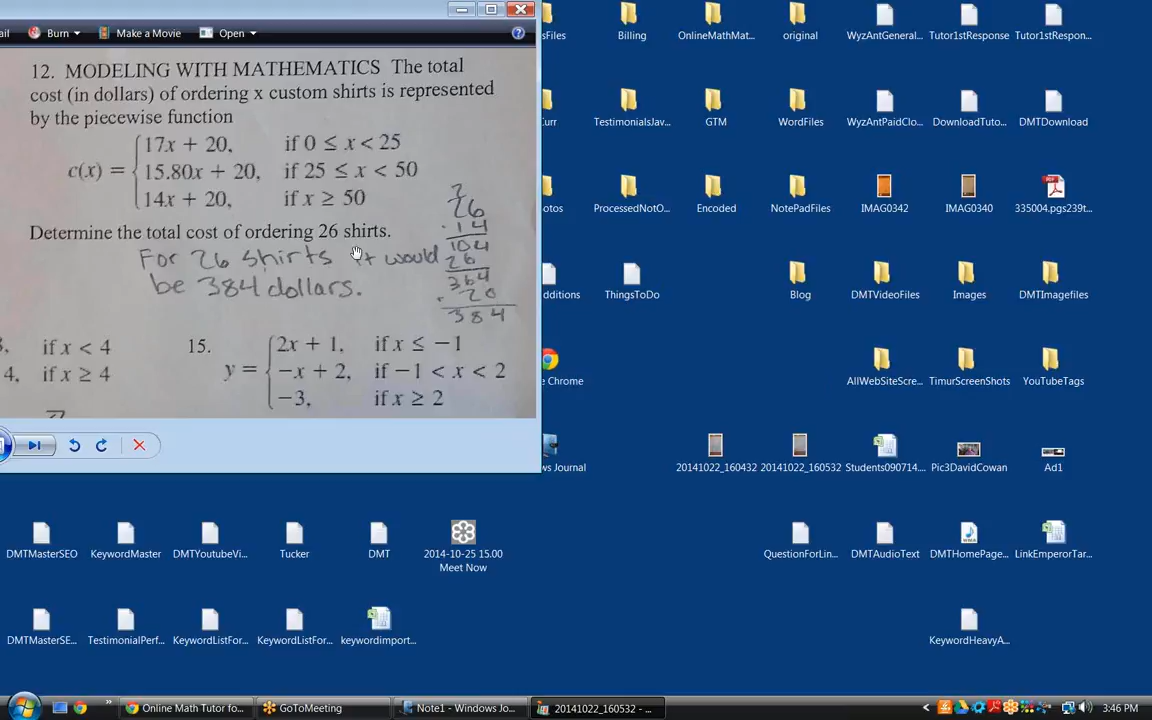 ail
Burn
Make a Movie
Open
12. MODELING WITH MATHEMATICS The total
cost (in dollars) of ordering x custom shirts is represented
by the piecewise function
c(x) =
17x + 20, if 0 ≤ x < 25
15.80x + 20, if 25 ≤ x < 50
14x + 20, if x ≥ 50
Determine the total cost of ordering 26 shirts.
For 26 shirts it would
be 384 dollars.
2
26
. 14
104
26
364
. 20
384
3, if x < 4
4, if x ≥ 4
15.
y =
2x + 1, if x ≤ −1
−x + 2, if −1 < x < 2
−3, if x ≥ 2
sFiles
Billing
OnlineMathMat...
original
WyzAntGeneral...
Tutor1stResponse
Tutor1stRespon...
Curr
TestimonialsJav...
GTM
WordFiles
WyzAntPaidClo...
DownloadTuto...
DMTDownload
otos
ProcessedNotO...
Encoded
NotePadFiles
IMAG0342
IMAG0340
335004.pgs239t...
dditions
ThingsToDo
Blog
DMTVideoFiles
Images
DMTImagefiles
e Chrome
AllWebSiteScre...
TimurScreenShots
YouTubeTags
ws Journal
20141022_160432
20141022_160532
Students090714....
Pic3DavidCowan
Ad1
DMTMasterSEO
KeywordMaster
DMTYoutubeVi...
Tucker
DMT
2014-10-25 15.00
Meet Now
QuestionForLin...
DMTAudioText
DMTHomePage...
LinkEmperorTar...
DMTMasterSE...
TestimonialPerf...
KeywordListFor...
KeywordListFor...
keywordimport...
KeywordHeavyA...
Online Math Tutor fo...
GoToMeeting
Note1 - Windows Jo...
20141022_160532 - ...
3:46 PM